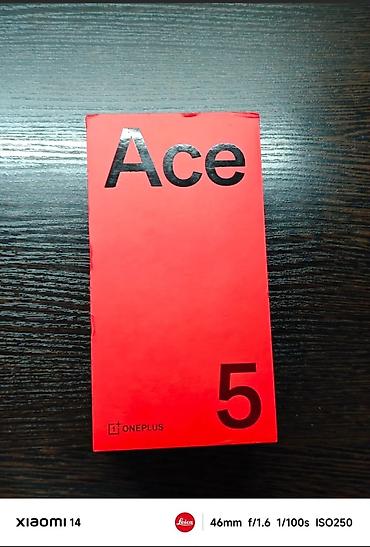 Ace
5
ONEPLUS
XIAOMI 14
Leica
46mm f/1.6 1/100s ISO250